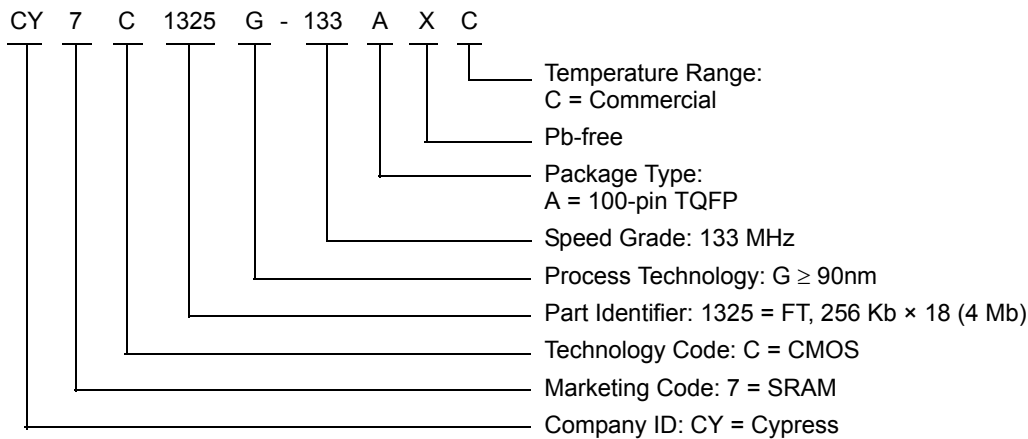 CY 7 C 1325 G - 133 A X C
Temperature Range:
C = Commercial
Pb-free
Package Type:
A = 100-pin TQFP
Speed Grade: 133 MHz
Process Technology: G ≥ 90nm
Part Identifier: 1325 = FT, 256 Kb × 18 (4 Mb)
Technology Code: C = CMOS
Marketing Code: 7 = SRAM
Company ID: CY = Cypress